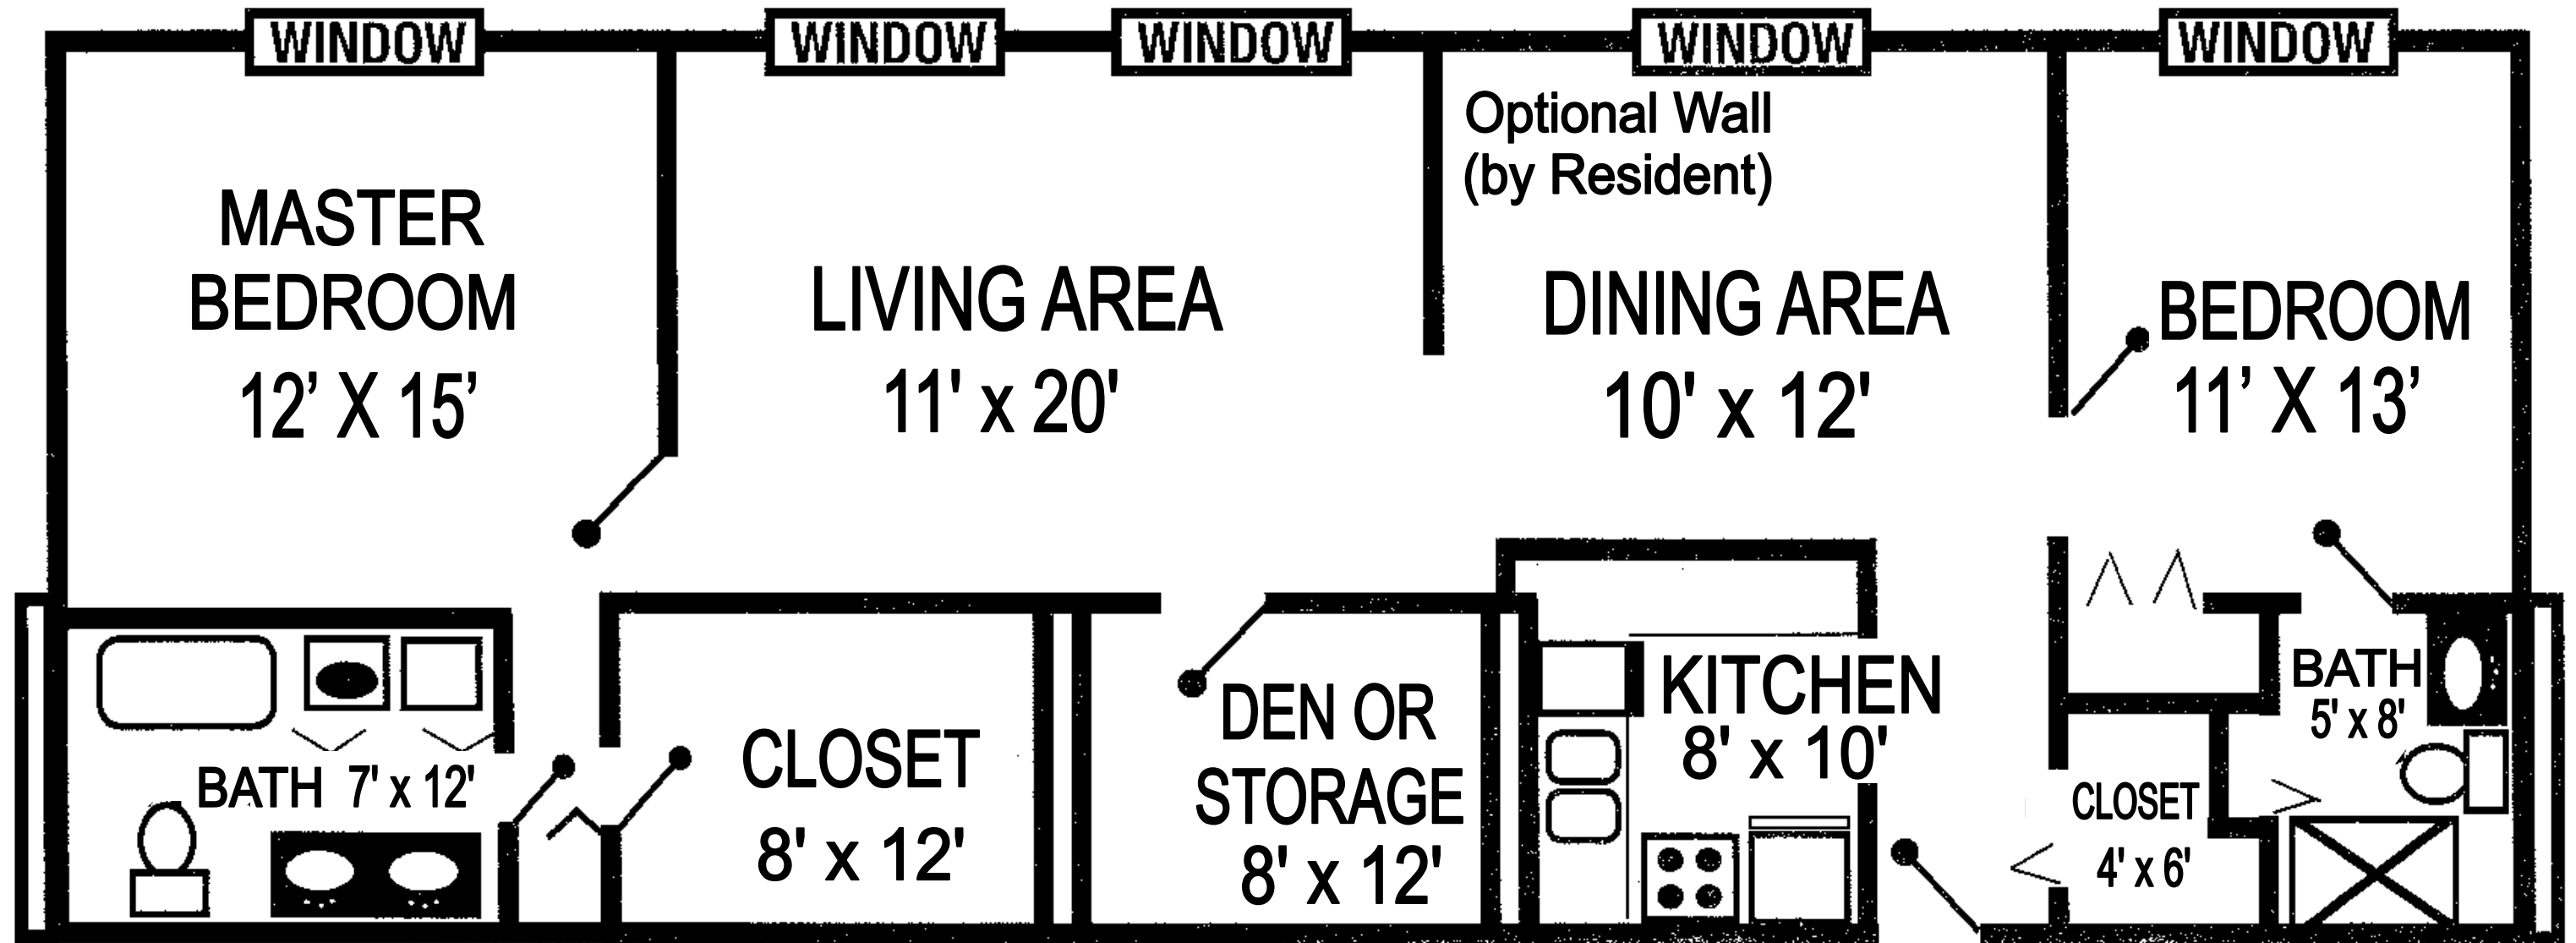 WINDOW
WINDOW
WINDOW
WINDOW
WINDOW
Optional Wall
(by Resident)
MASTER
BEDROOM
12’ X 15’
LIVING AREA
11' x 20'
DINING AREA
10' x 12'
BEDROOM
11’ X 13’
BATH 7' x 12'
CLOSET
8' x 12'
DEN OR
STORAGE
8' x 12'
KITCHEN
8' x 10'
CLOSET
4' x 6'
BATH
5' x 8'